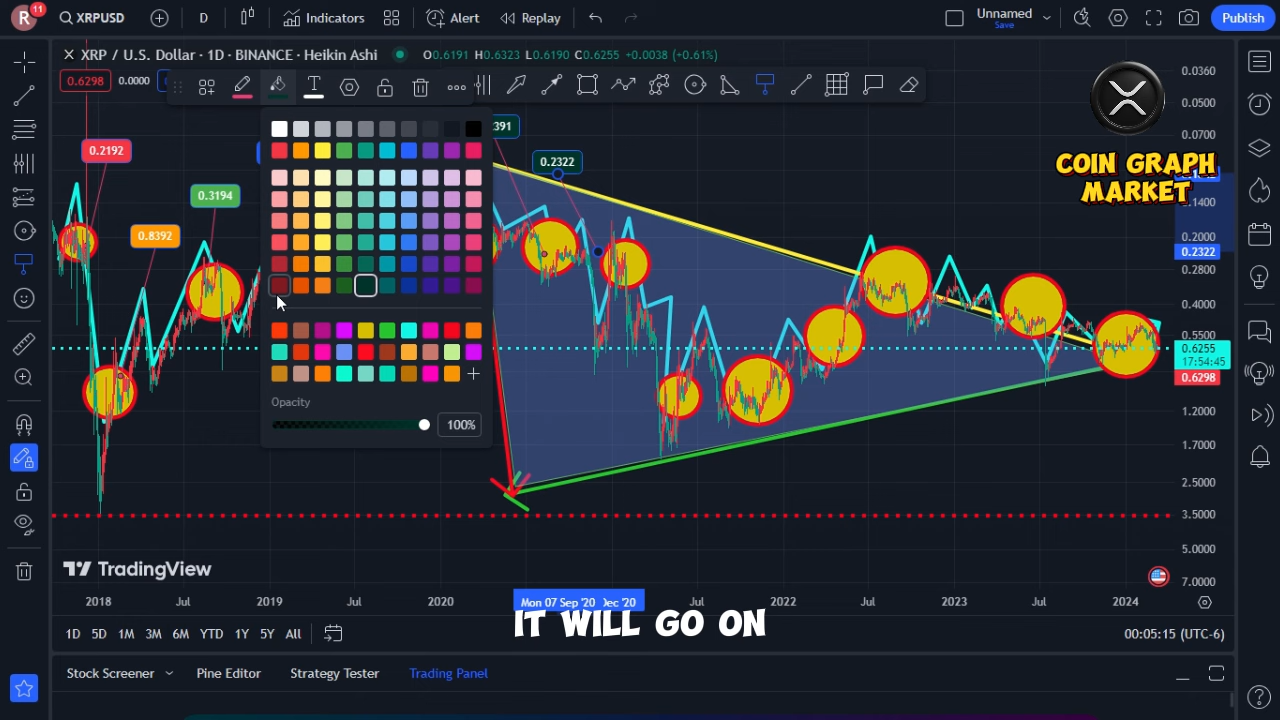 R
11
XRPUSD
D
Indicators
Alert
Replay
Unnamed
Save
Publish
XRP / U.S. Dollar · 1D · BINANCE · Heikin Ashi
O0.6191 H0.6323 L0.6190 C0.6255 +0.0038 (+0.61%)
0.6298
0.0000
T
COIN GRAPH
MARKET
0.0360
0.0500
0.0700
0.1400
0.2000
0.2322
0.2800
0.4000
0.5500
0.6255
17:54:45
0.6298
1.2000
1.7000
2.5000
3.5000
5.0000
7.0000
0.2192
0.8392
0.3194
391
0.2322
Opacity
100%
TradingView
2018
Jul
2019
Jul
2020
Mon 07 Sep '20
Dec '20
Jul
2022
Jul
2023
Jul
2024
IT WILL GO ON
1D 5D 1M 3M 6M YTD 1Y 5Y All
00:05:15 (UTC-6)
Stock Screener
Pine Editor
Strategy Tester
Trading Panel